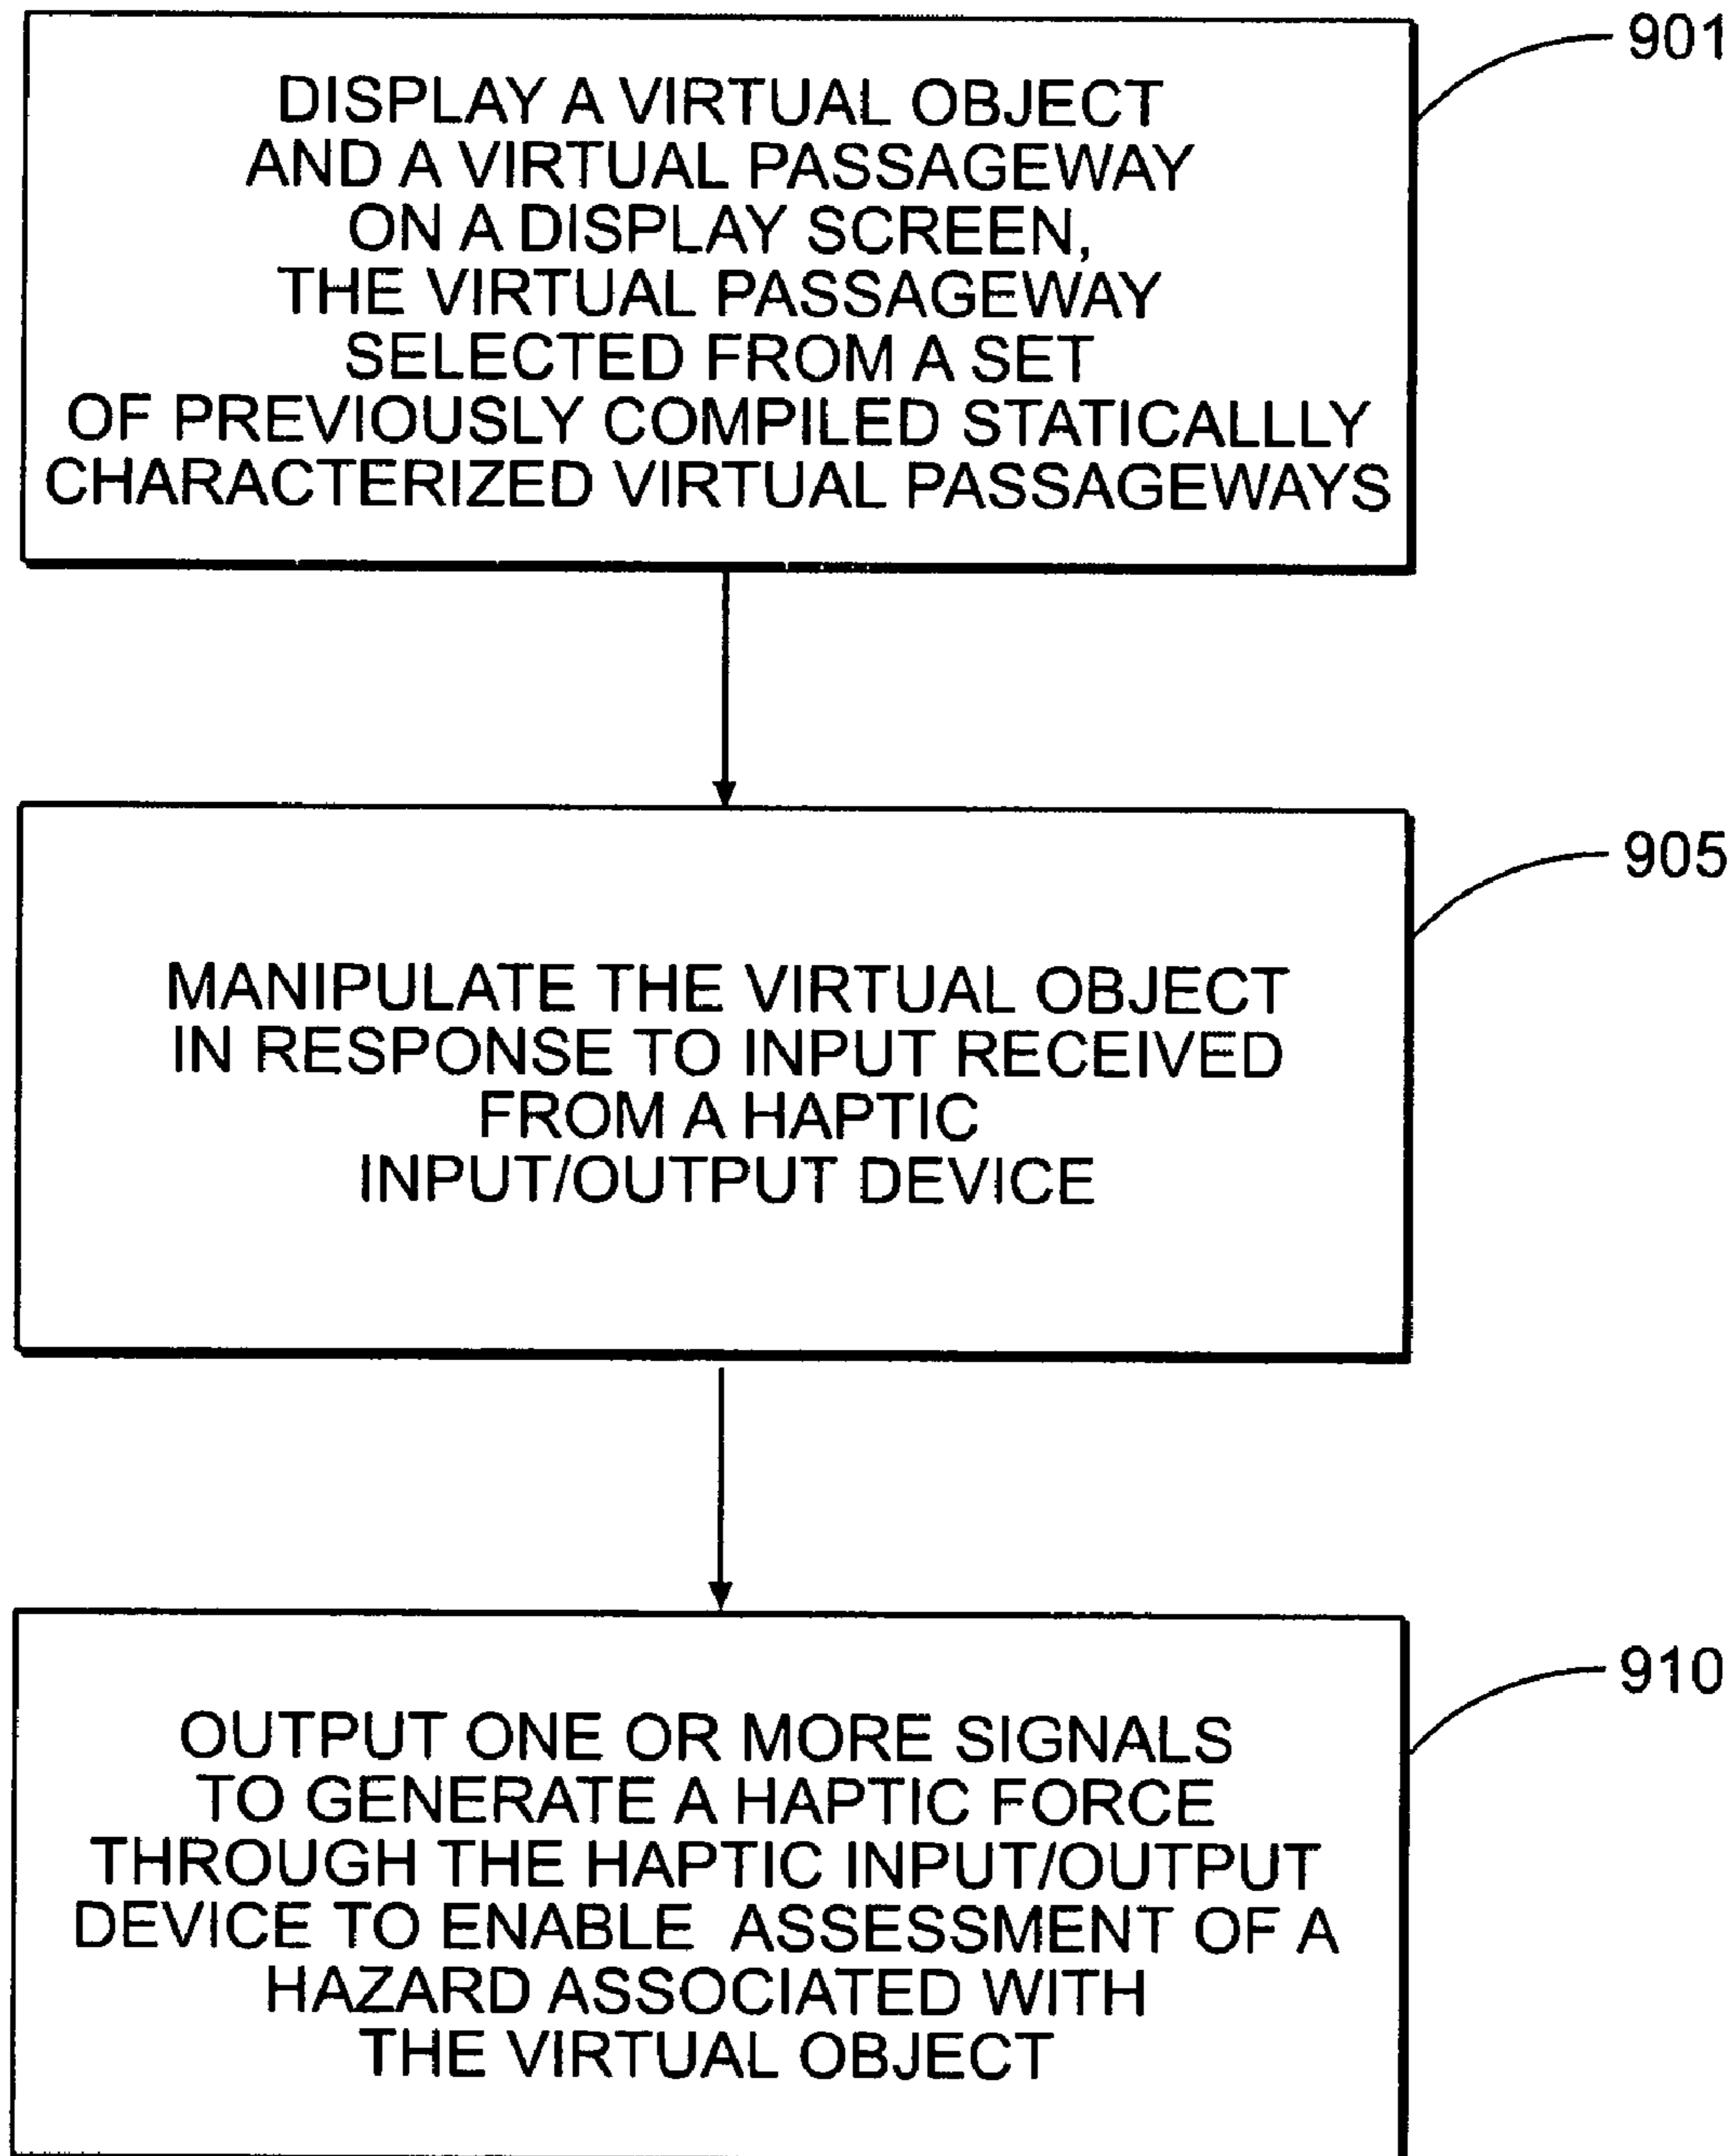 901
DISPLAY A VIRTUAL OBJECT
AND A VIRTUAL PASSAGEWAY
ON A DISPLAY SCREEN,
THE VIRTUAL PASSAGEWAY
SELECTED FROM A SET
OF PREVIOUSLY COMPILED STATICALLLY
CHARACTERIZED VIRTUAL PASSAGEWAYS
905
MANIPULATE THE VIRTUAL OBJECT
IN RESPONSE TO INPUT RECEIVED
FROM A HAPTIC
INPUT/OUTPUT DEVICE
910
OUTPUT ONE OR MORE SIGNALS
TO GENERATE A HAPTIC FORCE
THROUGH THE HAPTIC INPUT/OUTPUT
DEVICE TO ENABLE ASSESSMENT OF A
HAZARD ASSOCIATED WITH
THE VIRTUAL OBJECT